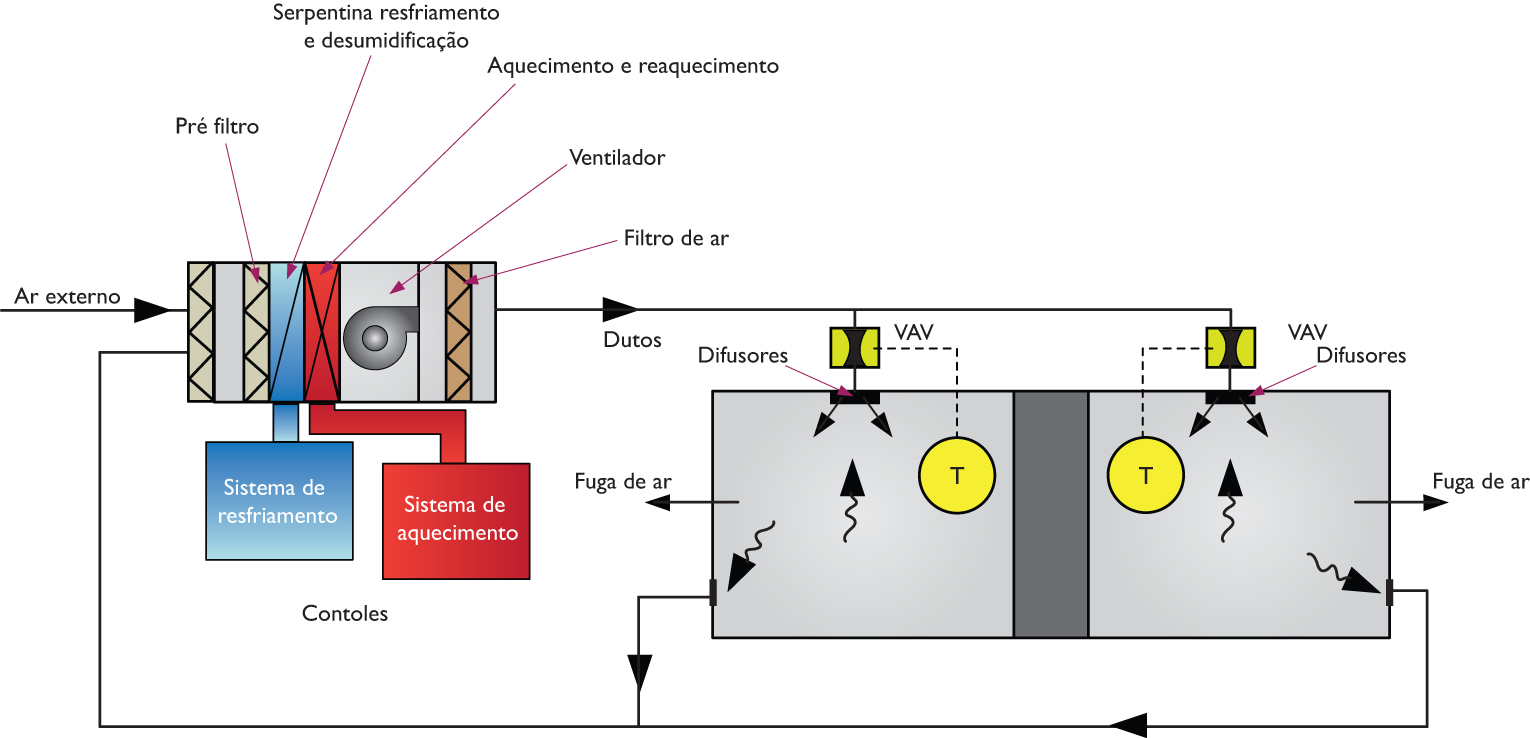 Serpentina resfriamento
e desumidificação
Aquecimento e reaquecimento
Pré filtro
Ventilador
Filtro de ar
Ar externo
Dutos
VAV
Difusores
VAV
Difusores
T
T
Fuga de ar
Fuga de ar
Sistema de
resfriamento
Sistema de
aquecimento
Contoles